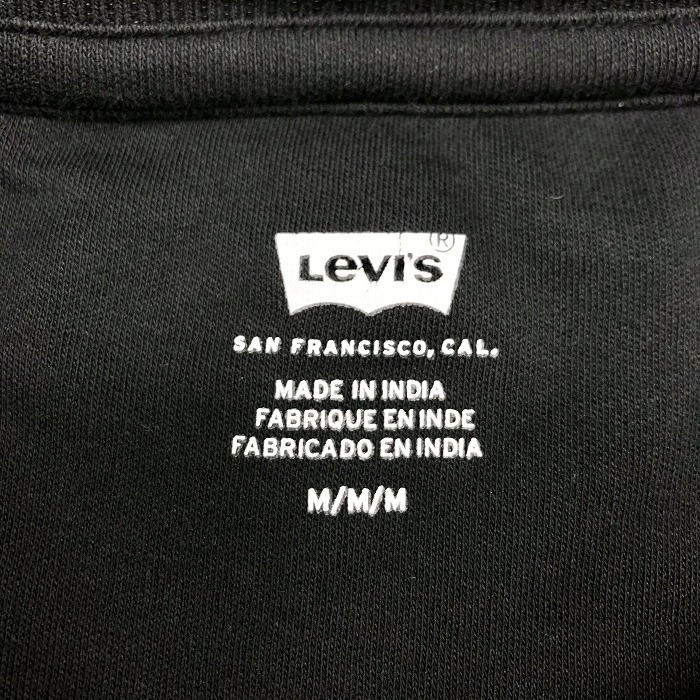 Levi's ®
SAN FRANCISCO, CAL.
MADE IN INDIA
FABRIQUE EN INDE
FABRICADO EN INDIA
M/M/M